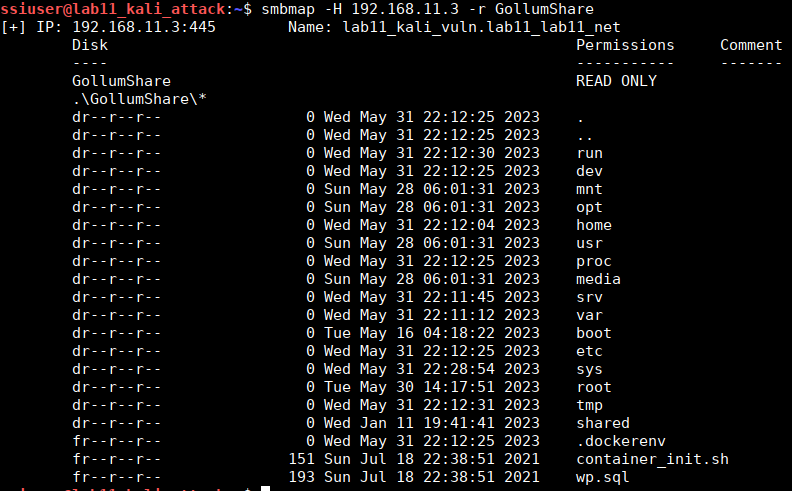 ssiuser@lab11_kali_attack:~$ smbmap -H 192.168.11.3 -r GollumShare
[+] IP: 192.168.11.3:445 Name: lab11_kali_vuln.lab11_lab11_net
Disk Permissions Comment
---- ----------- -------
GollumShare READ ONLY
.\GollumShare\*
dr--r--r-- 0 Wed May 31 22:12:25 2023 .
dr--r--r-- 0 Wed May 31 22:12:25 2023 ..
dr--r--r-- 0 Wed May 31 22:12:30 2023 run
dr--r--r-- 0 Wed May 31 22:12:25 2023 dev
dr--r--r-- 0 Sun May 28 06:01:31 2023 mnt
dr--r--r-- 0 Sun May 28 06:01:31 2023 opt
dr--r--r-- 0 Wed May 31 22:12:04 2023 home
dr--r--r-- 0 Sun May 28 06:01:31 2023 usr
dr--r--r-- 0 Wed May 31 22:12:25 2023 proc
dr--r--r-- 0 Sun May 28 06:01:31 2023 media
dr--r--r-- 0 Wed May 31 22:11:45 2023 srv
dr--r--r-- 0 Wed May 31 22:11:12 2023 var
dr--r--r-- 0 Tue May 16 04:18:22 2023 boot
dr--r--r-- 0 Wed May 31 22:12:25 2023 etc
dr--r--r-- 0 Wed May 31 22:28:54 2023 sys
dr--r--r-- 0 Tue May 30 14:17:51 2023 root
dr--r--r-- 0 Wed May 31 22:12:31 2023 tmp
dr--r--r-- 0 Wed Jan 11 19:41:41 2023 shared
fr--r--r-- 0 Wed May 31 22:12:25 2023 .dockerenv
fr--r--r-- 151 Sun Jul 18 22:38:51 2021 container_init.sh
fr--r--r-- 193 Sun Jul 18 22:38:51 2021 wp.sql